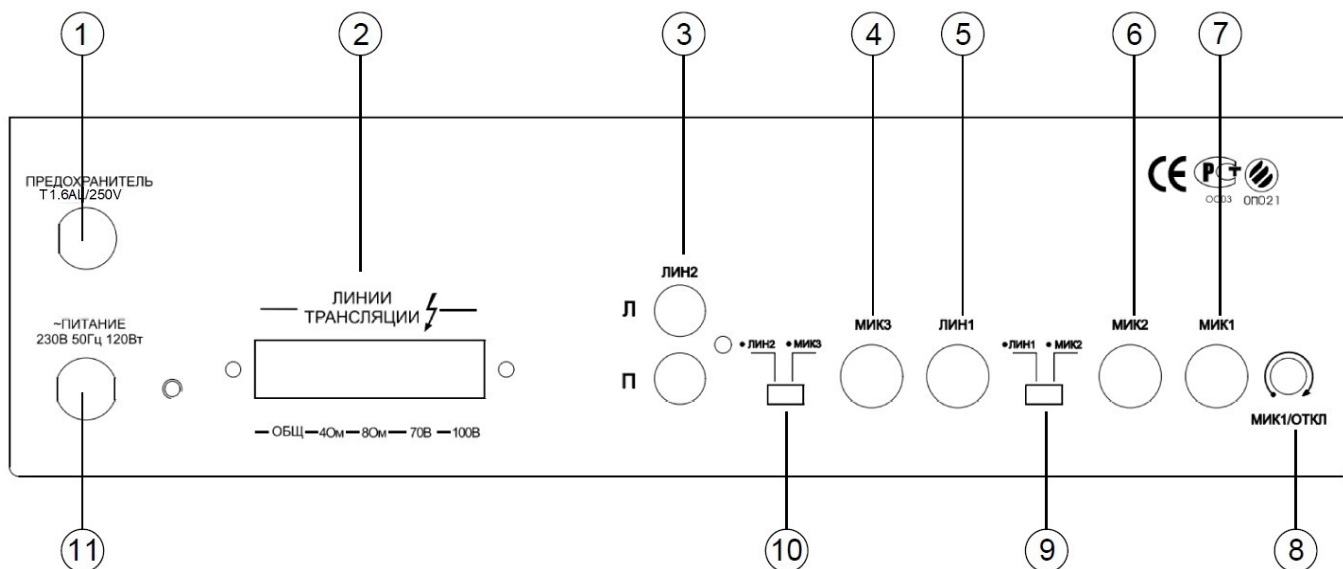 1 2 3 4 5 6 7
ПРЕДОХРАНИТЕЛЬ
T1.6AL/250V
CE РС+
ОС03 ОП021
~ПИТАНИЕ
230В 50Гц 120Вт
ЛИНИИ
ТРАНСЛЯЦИИ
ОБЩ 4Ом 8Ом 70В 100В
ЛИН2
Л
П
ЛИН2 МИК3
МИК3
ЛИН1
ЛИН1 МИК2
МИК2
МИК1
МИК1/ОТКЛ
11 10 9 8